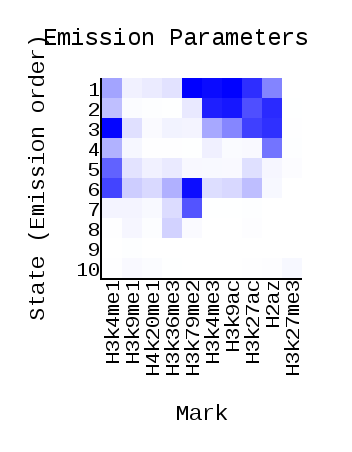 Emission Parameters
State (Emission order)
1
2
3
4
5
6
7
8
9
10
H3k4me1
H3k9me1
H4k20me1
H3k36me3
H3k79me2
H3k4me3
H3k9ac
H3k27ac
H2az
H3k27me3
Mark